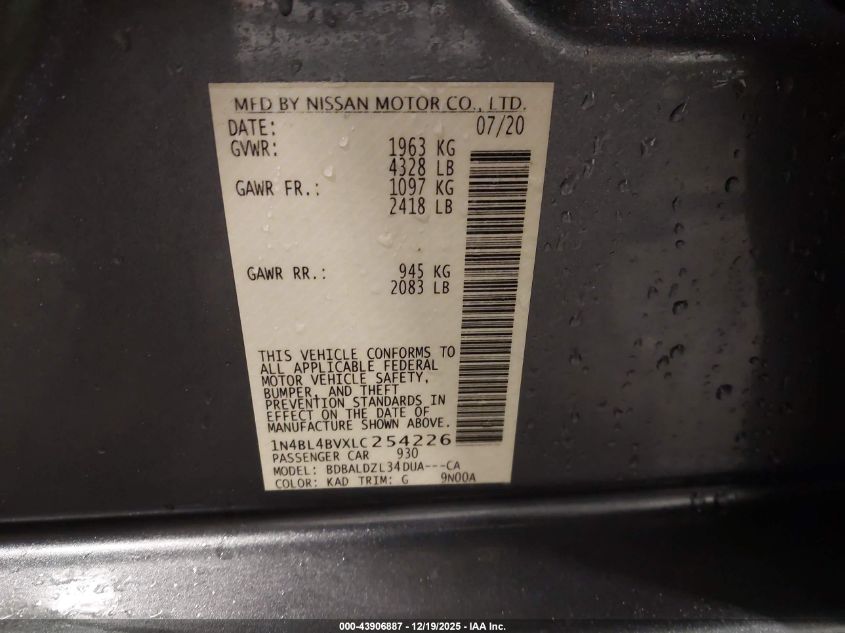 MFD BY NISSAN MOTOR CO., LTD.
DATE: 07/20
GVWR: 1963 KG
4328 LB
GAWR FR.: 1097 KG
2418 LB
GAWR RR.: 945 KG
2083 LB
THIS VEHICLE CONFORMS TO
ALL APPLICABLE FEDERAL
MOTOR VEHICLE SAFETY,
BUMPER, AND THEFT
PREVENTION STANDARDS IN
EFFECT ON THE DATE OF
MANUFACTURE SHOWN ABOVE.
1N4BL4BVXLC254226
PASSENGER CAR 930
MODEL: BDBALDZL34DUA---CA
COLOR: KAD TRIM: G 9N00A
000-43906887 - 12/19/2025 - IAA Inc.